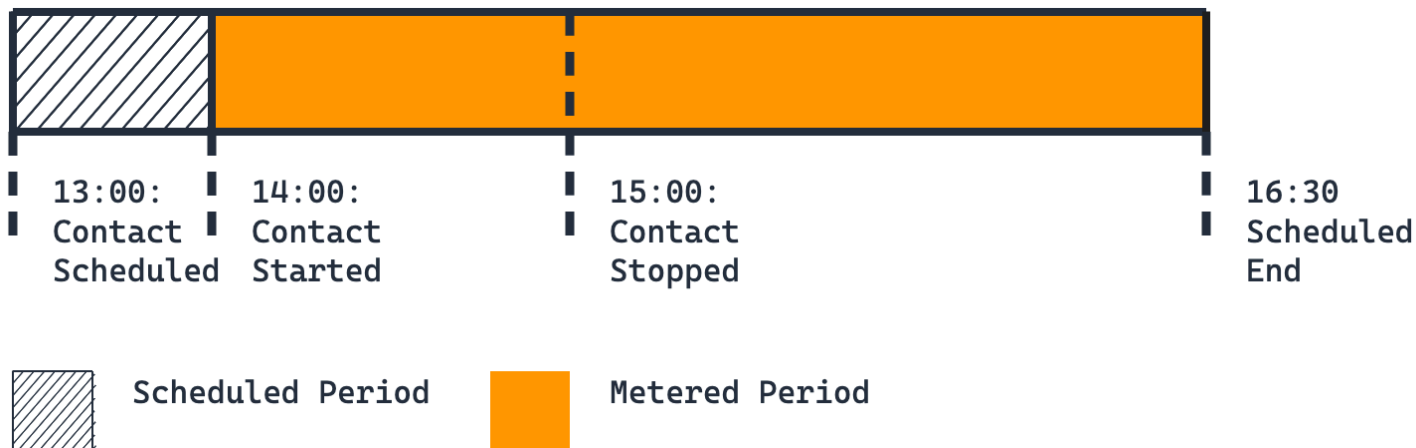 13:00:
Contact
Scheduled
14:00:
Contact
Started
15:00:
Contact
Stopped
16:30
Scheduled
End
Scheduled Period
Metered Period